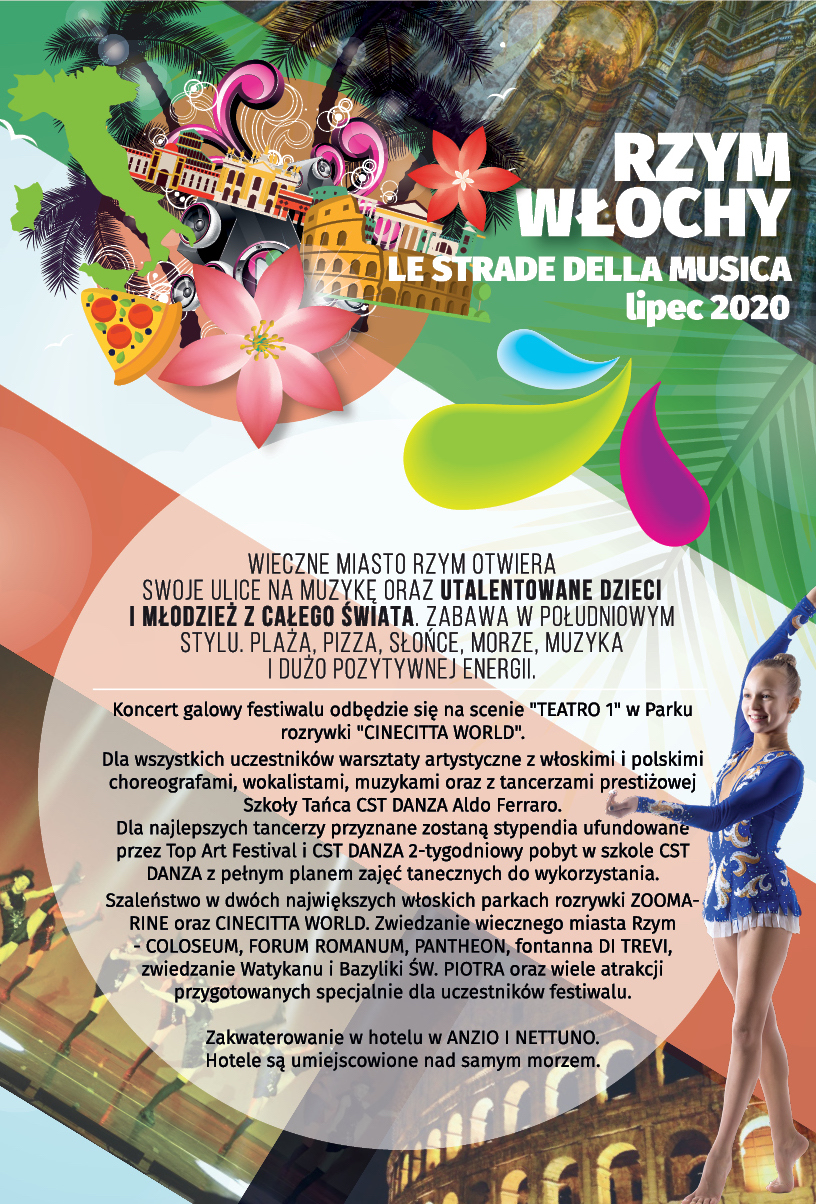 RZYM
WŁOCHY
LE STRADE DELLA MUSICA
lipec 2020
WIECZNE MIASTO RZYM OTWIERA
SWOJE ULICE NA MUZYKĘ ORAZ UTALENTOWANE DZIECI
I MŁODZIEŻ Z CAŁEGO ŚWIATA. ZABAWA W POŁUDNIOWYM
STYLU. PLAŻA, PIZZA, SŁOŃCE, MORZE, MUZYKA
I DUŻO POZYTYWNEJ ENERGII.
Koncert galowy festiwalu odbędzie się na scenie "TEATRO 1" w Parku
rozrywki "CINECITTA WORLD".
Dla wszystkich uczestników warsztaty artystyczne z włoskimi i polskimi
choreografami, wokalistami, muzykami oraz z tancerzami prestiżowej
Szkoły Tańca CST DANZA Aldo Ferraro.
Dla najlepszych tancerzy przyznane zostaną stypendia ufundowane
przez Top Art Festival i CST DANZA 2-tygodniowy pobyt w szkole CST
DANZA z pełnym planem zajęć tanecznych do wykorzystania.
Szaleństwo w dwóch największych włoskich parkach rozrywki ZOOMA-
RINE oraz CINECITTA WORLD. Zwiedzanie wiecznego miasta Rzym
- COLOSEUM, FORUM ROMANUM, PANTHEON, fontanna DI TREVI,
zwiedzanie Watykanu i Bazyliki ŚW. PIOTRA oraz wiele atrakcji
przygotowanych specjalnie dla uczestników festiwalu.
Zakwaterowanie w hotelu w ANZIO I NETTUNO.
Hotele są umiejscowione nad samym morzem.